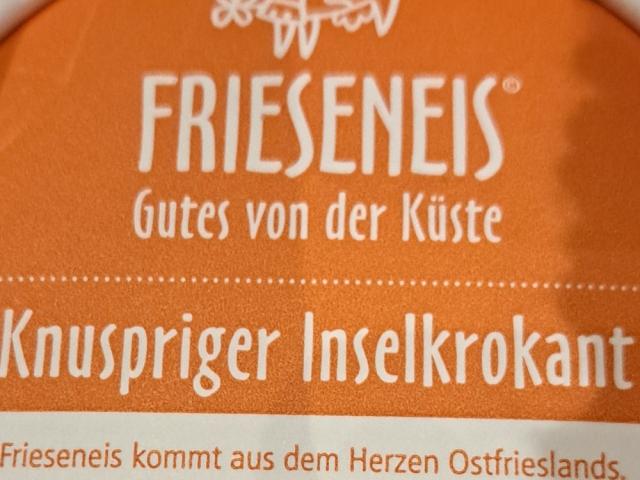 FRIESENEIS®
Gutes von der Küste
Knuspriger Inselkrokant
Frieseneis kommt aus dem Herzen Ostfrieslands.